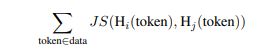 ∑ JS(H_i(token), H_j(token))
token∈data